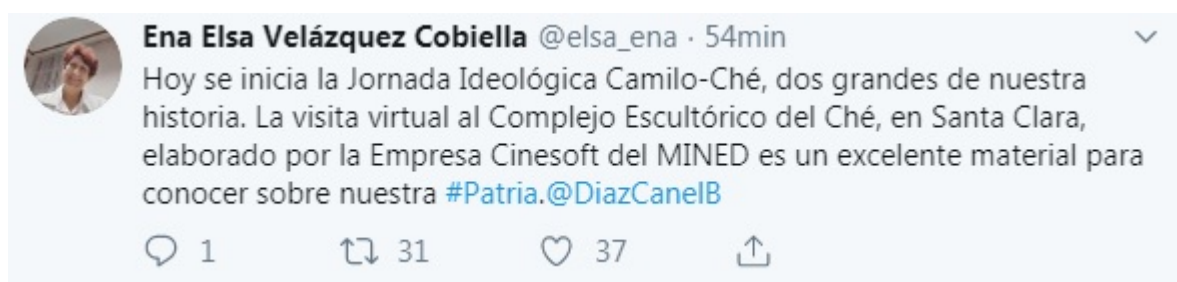 Ena Elsa Velázquez Cobiella @elsa_ena · 54min
Hoy se inicia la Jornada Ideológica Camilo-Ché, dos grandes de nuestra
historia. La visita virtual al Complejo Escultórico del Ché, en Santa Clara,
elaborado por la Empresa Cinesoft del MINED es un excelente material para
conocer sobre nuestra #Patria.@DiazCanelB
1 31 37